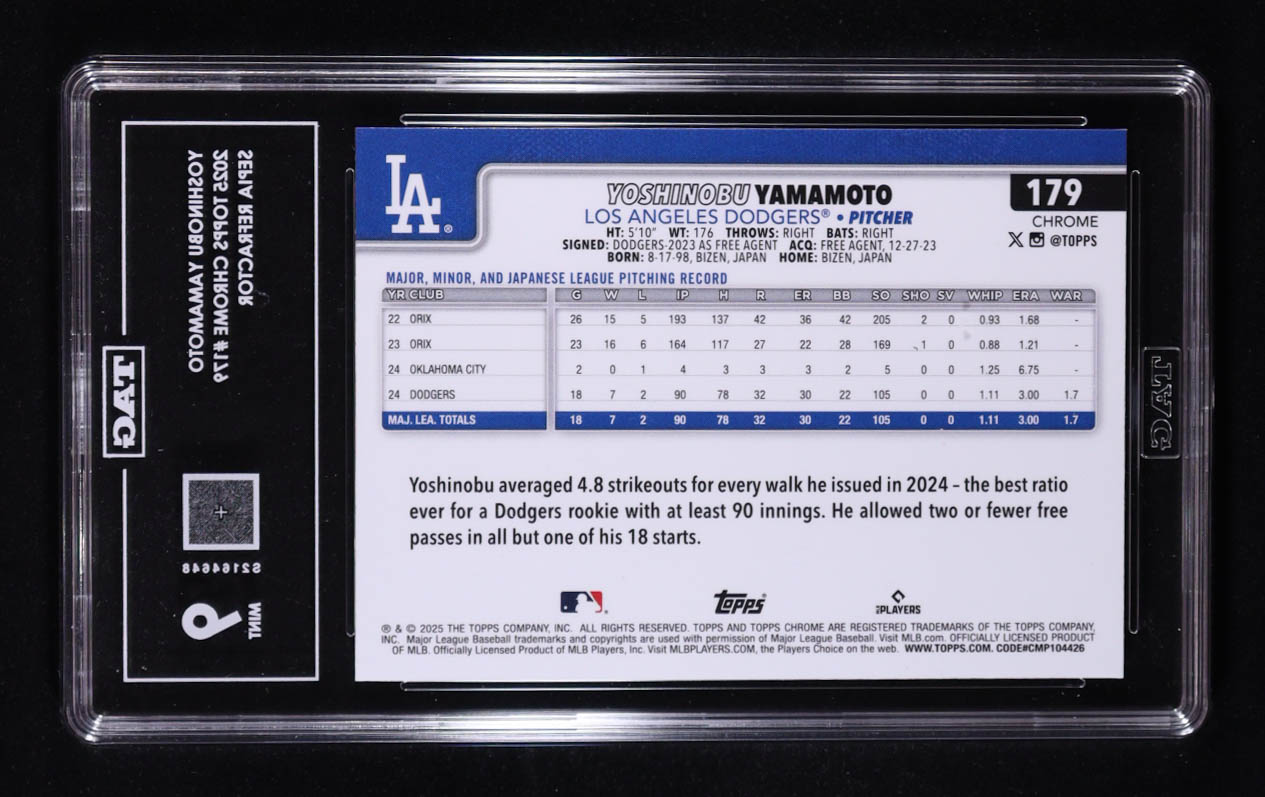 YOSHINOBU YAMAMOTO
2025 TOPPS CHROME #179
SEPIA REFRACTOR
TAG
S2164648
9
MINT
LA
YOSHINOBU YAMAMOTO
LOS ANGELES DODGERS® • PITCHER
HT: 5'10" WT: 176 THROWS: RIGHT BATS: RIGHT
SIGNED: DODGERS-2023 AS FREE AGENT ACQ: FREE AGENT, 12-27-23
BORN: 8-17-98, BIZEN, JAPAN HOME: BIZEN, JAPAN
179
CHROME
X @TOPPS
MAJOR, MINOR, AND JAPANESE LEAGUE PITCHING RECORD
YR CLUB G W L IP H R ER BB SO SHO SV WHIP ERA WAR
22 ORIX 26 15 5 193 137 42 36 42 205 2 0 0.93 1.68 -
23 ORIX 23 16 6 164 117 27 22 28 169 1 0 0.88 1.21 -
24 OKLAHOMA CITY 2 0 1 4 3 3 3 2 5 0 0 1.25 6.75 -
24 DODGERS 18 7 2 90 78 32 30 22 105 0 0 1.11 3.00 1.7
MAJ. LEA. TOTALS 18 7 2 90 78 32 30 22 105 0 0 1.11 3.00 1.7
Yoshinobu averaged 4.8 strikeouts for every walk he issued in 2024 – the best ratio
ever for a Dodgers rookie with at least 90 innings. He allowed two or fewer free
passes in all but one of his 18 starts.
Topps
PLAYERS
® & © 2025 THE TOPPS COMPANY, INC. ALL RIGHTS RESERVED. TOPPS AND TOPPS CHROME ARE REGISTERED TRADEMARKS OF THE TOPPS COMPANY,
INC. Major League Baseball trademarks and copyrights are used with permission of Major League Baseball. Visit MLB.com. OFFICIALLY LICENSED PRODUCT
OF MLB. Officially Licensed Product of MLB Players, Inc. Visit MLBPLAYERS.COM, the Players Choice on the web. WWW.TOPPS.COM. CODE#CMP104426
TAG